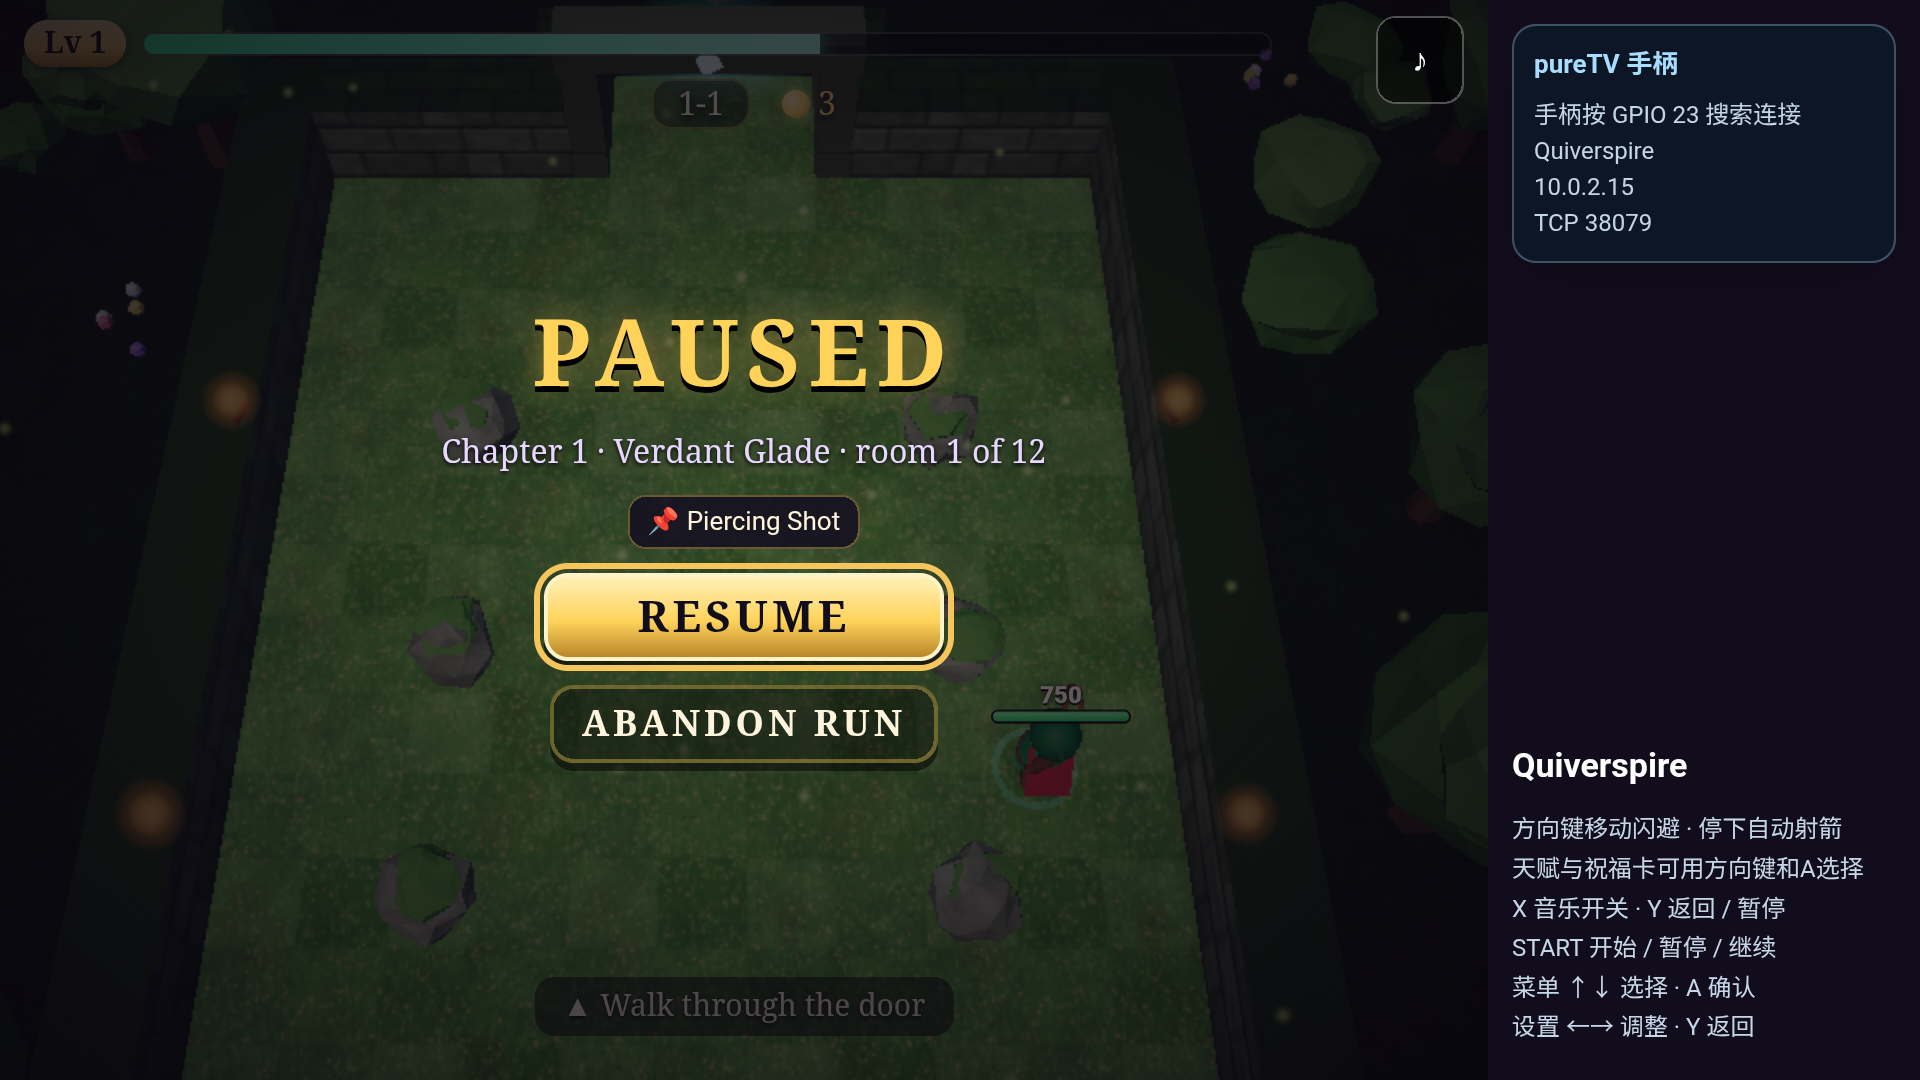 Lv 1
♪
1-1
3
PAUSED
Chapter 1 · Verdant Glade · room 1 of 12
📌 Piercing Shot
RESUME
ABANDON RUN
750
▲ Walk through the door
pureTV 手柄
手柄按 GPIO 23 搜索连接
Quiverspire
10.0.2.15
TCP 38079
Quiverspire
方向键移动闪避 · 停下自动射箭
天赋与祝福卡可用方向键和A选择
X 音乐开关 · Y 返回 / 暂停
START 开始 / 暂停 / 继续
菜单 ↑↓ 选择 · A 确认
设置 ←→ 调整 · Y 返回